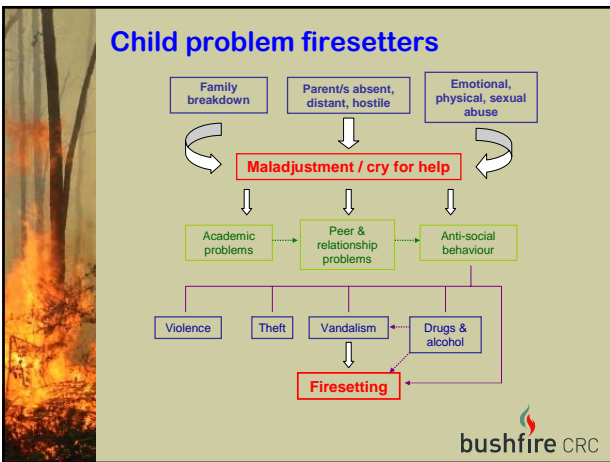 Child problem firesetters
Family
breakdown
Parent/s absent,
distant, hostile
Emotional,
physical, sexual
abuse
Maladjustment / cry for help
Academic
problems
Peer &
relationship
problems
Anti-social
behaviour
Violence
Theft
Vandalism
Drugs &
alcohol
Firesetting
bushfire CRC